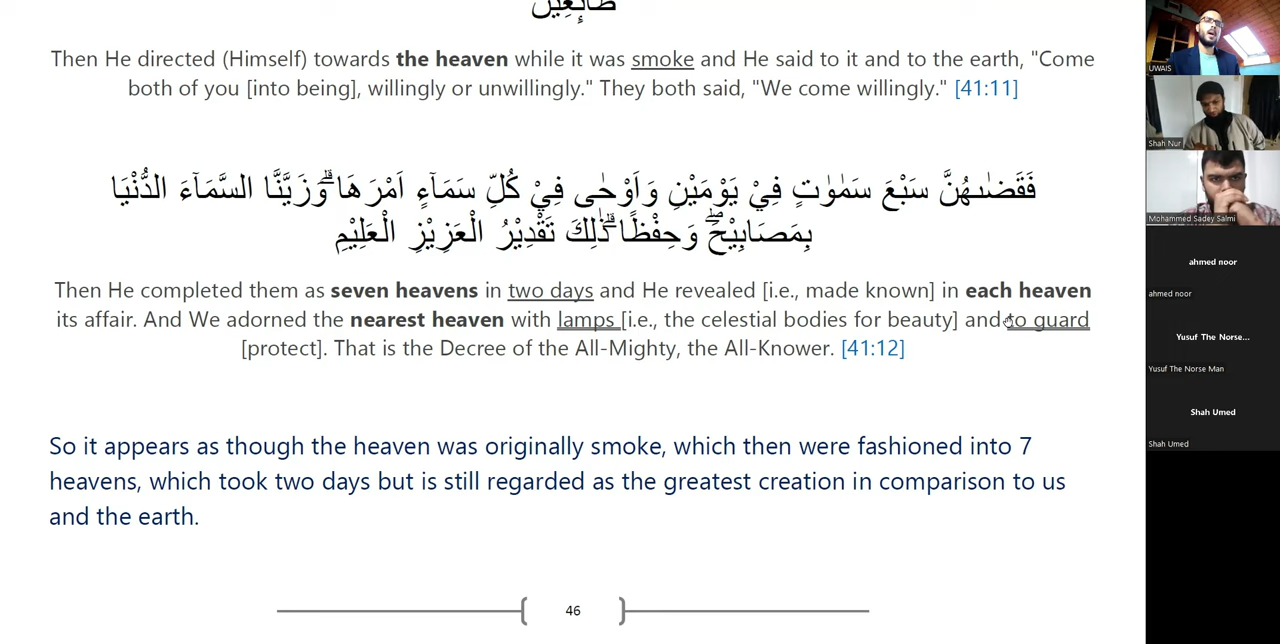 طَائِعِيْنَ
Then He directed (Himself) towards the heaven while it was smoke and He said to it and to the earth, "Come
both of you [into being], willingly or unwillingly." They both said, "We come willingly." [41:11]
فَقَضٰىهُنَّ سَبْعَ سَمٰوٰتٍ فِيْ يَوْمَيْنِ وَاَوْحٰى فِيْ كُلِّ سَمَآءٍ اَمْرَهَا ۗوَزَيَّنَّا السَّمَآءَ الدُّنْيَا
بِمَصَابِيْحَۖ وَحِفْظًا ۗذٰلِكَ تَقْدِيْرُ الْعَزِيْزِ الْعَلِيْمِ
Then He completed them as seven heavens in two days and He revealed [i.e., made known] in each heaven
its affair. And We adorned the nearest heaven with lamps [i.e., the celestial bodies for beauty] and to guard
[protect]. That is the Decree of the All-Mighty, the All-Knower. [41:12]
So it appears as though the heaven was originally smoke, which then were fashioned into 7
heavens, which took two days but is still regarded as the greatest creation in comparison to us
and the earth.
46
UWAIS
Shah Nur
Mohammed Sadey Salmi
ahmed noor
ahmed noor
Yusuf The Norse...
Yusuf The Norse Man
Shah Umed
Shah Umed